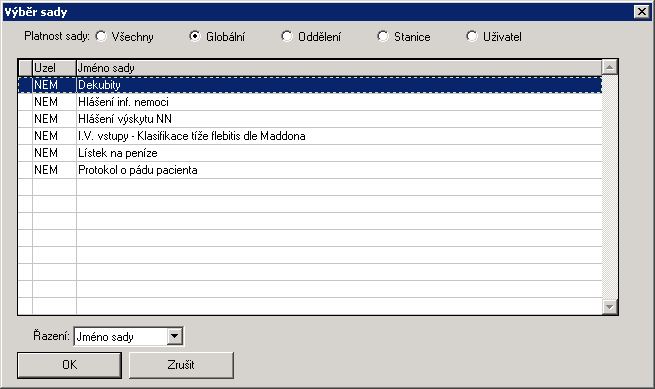 Výběr sady
Platnost sady: Všechny Globální Oddělení Stanice Uživatel
Uzel Jméno sady
NEM Dekubity
NEM Hlášení inf. nemoci
NEM Hlášení výskytu NN
NEM I.V. vstupy - Klasifikace tíže flebitis dle Maddona
NEM Lístek na peníze
NEM Protokol o pádu pacienta
Řazení: Jméno sady
OK Zrušit